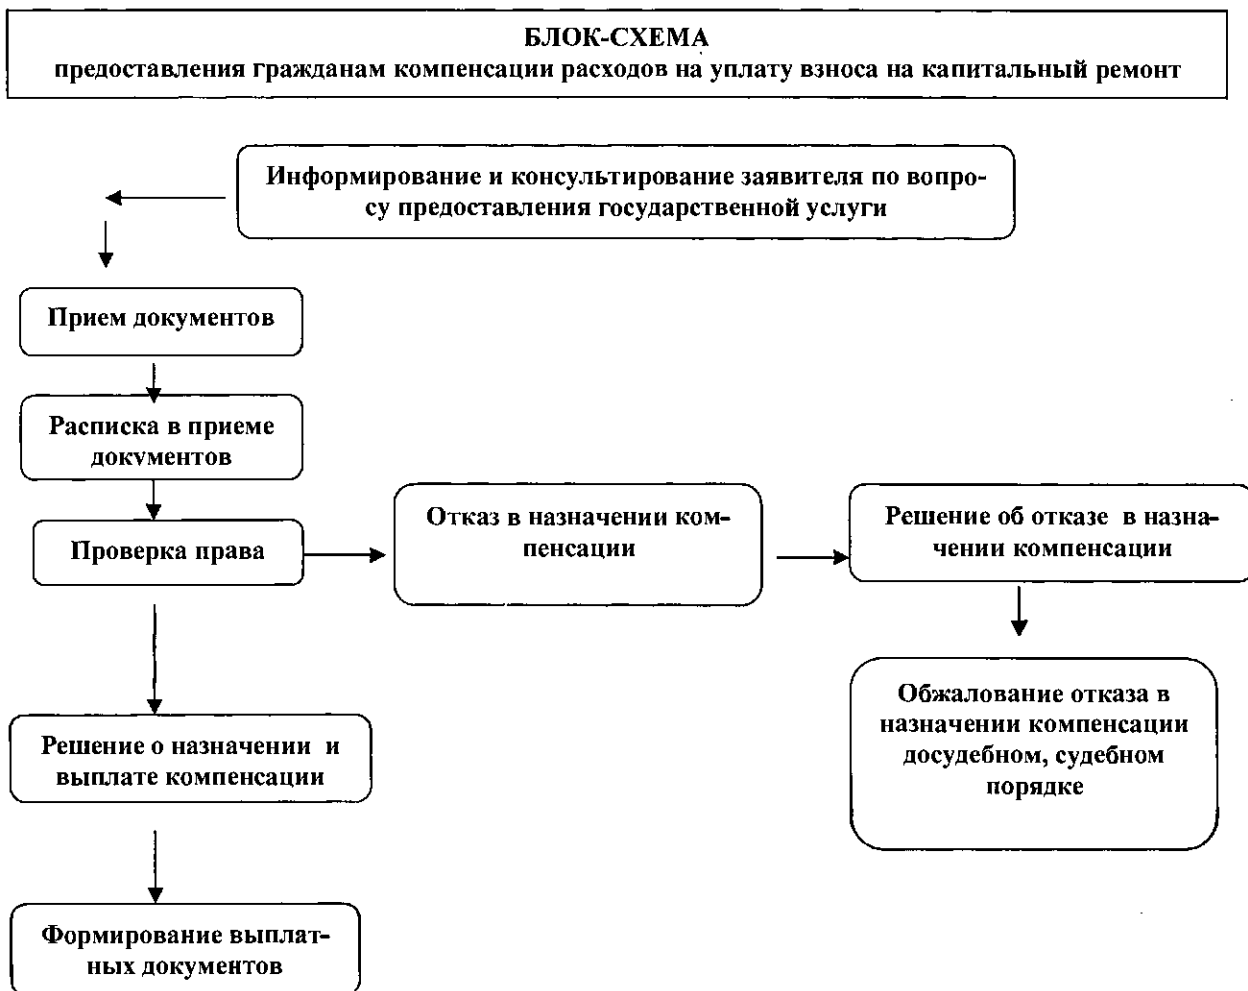 БЛОК-СХЕМА
предоставления гражданам компенсации расходов на уплату взноса на капитальный ремонт
Информирование и консультирование заявителя по вопро-
су предоставления государственной услуги
Прием документов
Расписка в приеме
документов
Проверка права
Отказ в назначении ком-
пенсации
Решение об отказе в назна-
чении компенсации
Обжалование отказа в
назначении компенсации
досудебном, судебном
порядке
Решение о назначении и
выплате компенсации
Формирование выплат-
ных документов